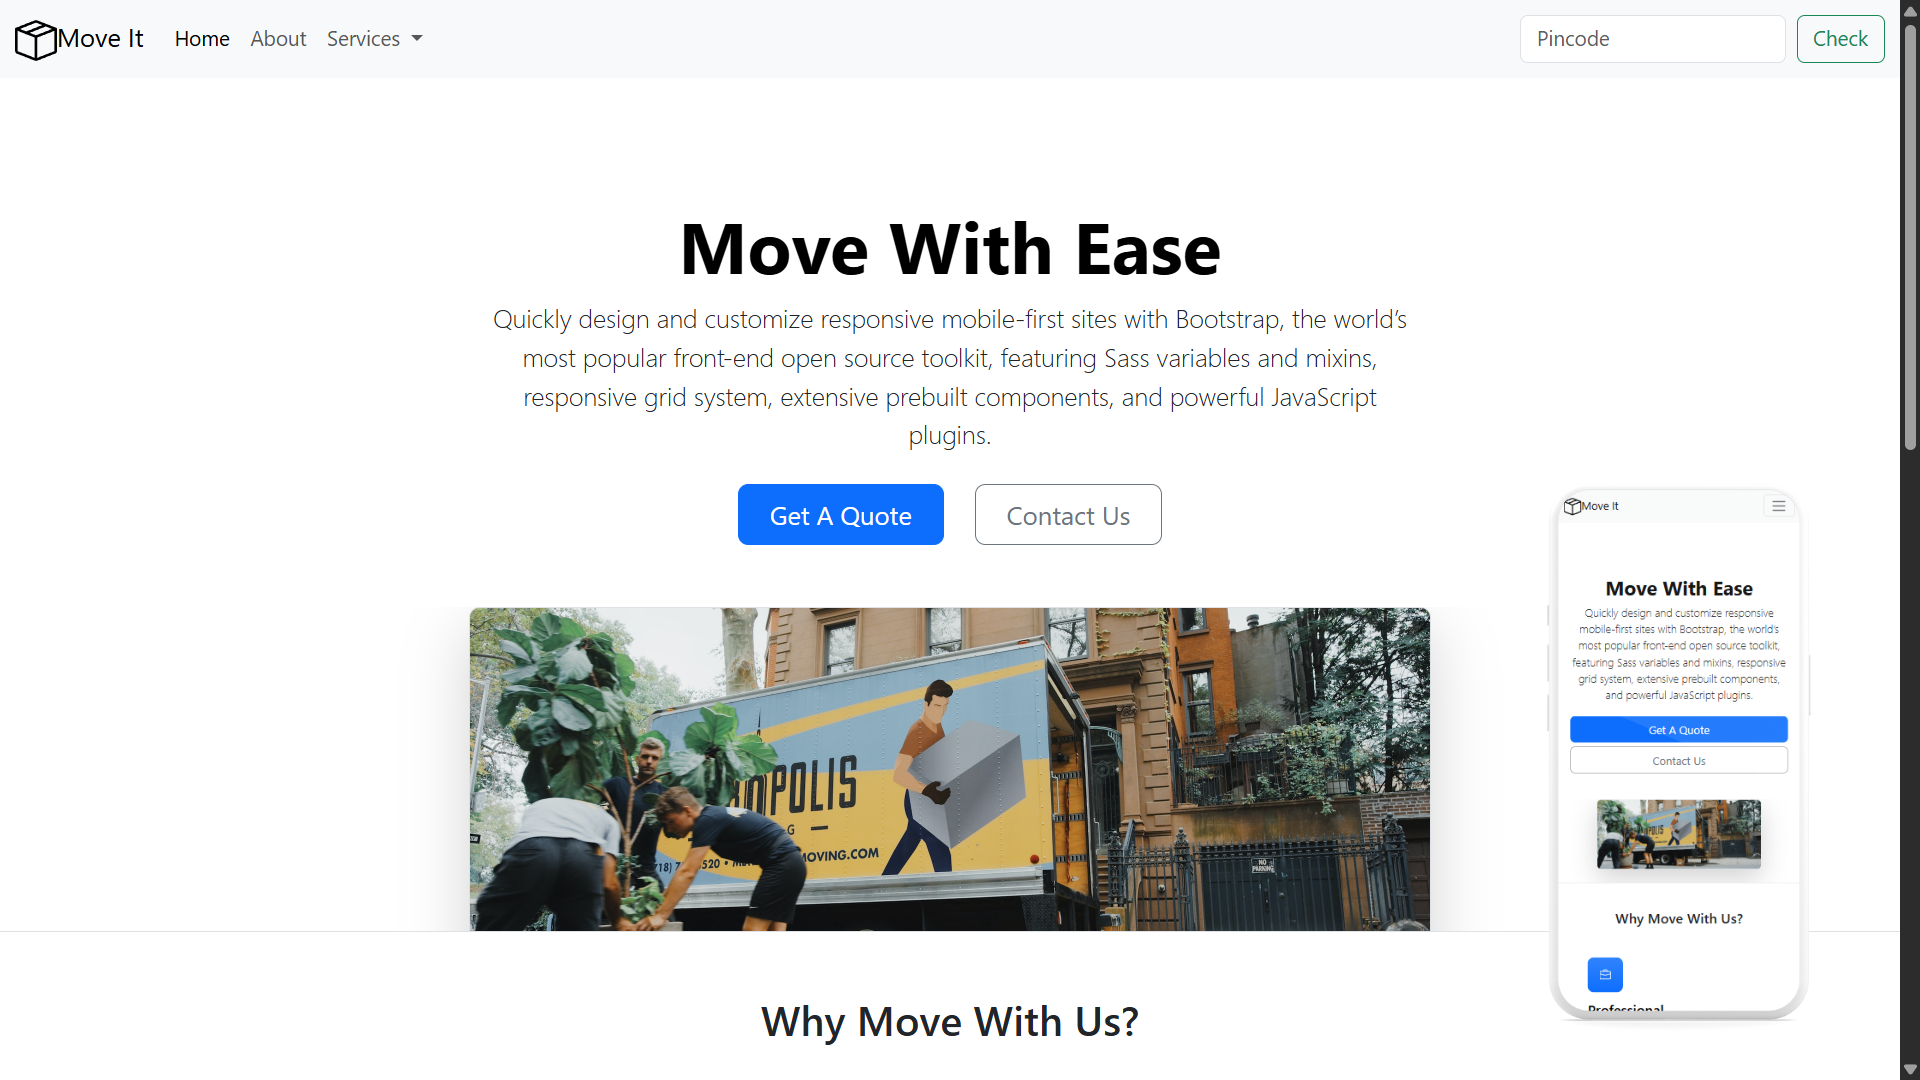 Move It
Home
About
Services
Pincode
Check
Move With Ease
Quickly design and customize responsive mobile-first sites with Bootstrap, the world’s
most popular front-end open source toolkit, featuring Sass variables and mixins,
responsive grid system, extensive prebuilt components, and powerful JavaScript
plugins.
Get A Quote
Contact Us
OPOLIS
G
520 •
OVING.COM
NO
PARKING
Why Move With Us?
Move It
Move With Ease
Quickly design and customize responsive
mobile-first sites with Bootstrap, the world's
most popular front-end open source toolkit,
featuring Sass variables and mixins, responsive
grid system, extensive prebuilt components,
and powerful JavaScript plugins.
Get A Quote
Contact Us
OPOLIS
Why Move With Us?
Professional